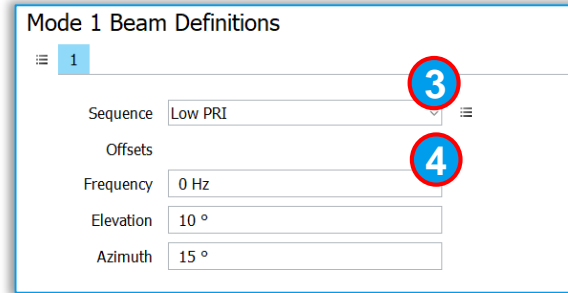 Mode 1 Beam Definitions
1
3
Sequence Low PRI
Offsets
4
Frequency 0 Hz
Elevation 10 °
Azimuth 15 °